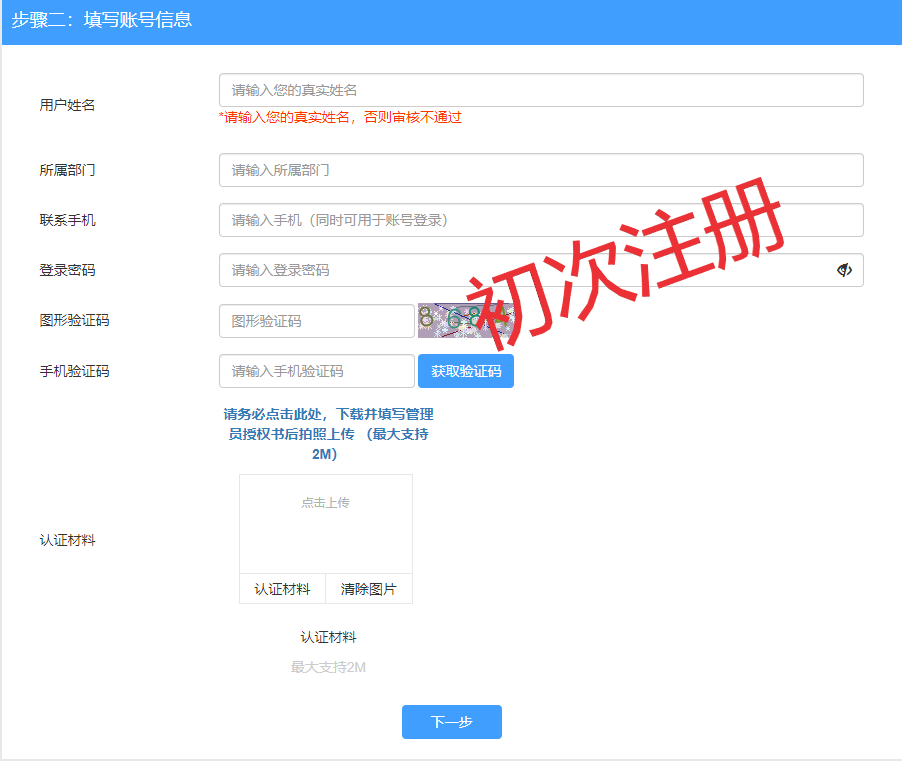 步骤二：填写账号信息
用户姓名
请输入您的真实姓名
*请输入您的真实姓名，否则审核不通过
所属部门
请输入所属部门
联系手机
请输入手机（同时可用于账号登录）
登录密码
请输入登录密码
初次注册
图形验证码
图形验证码
8 68
手机验证码
请输入手机验证码
获取验证码
请务必点击此处，下载并填写管理
员授权书后拍照上传 （最大支持
2M）
点击上传
认证材料
认证材料 清除图片
认证材料
最大支持2M
下一步